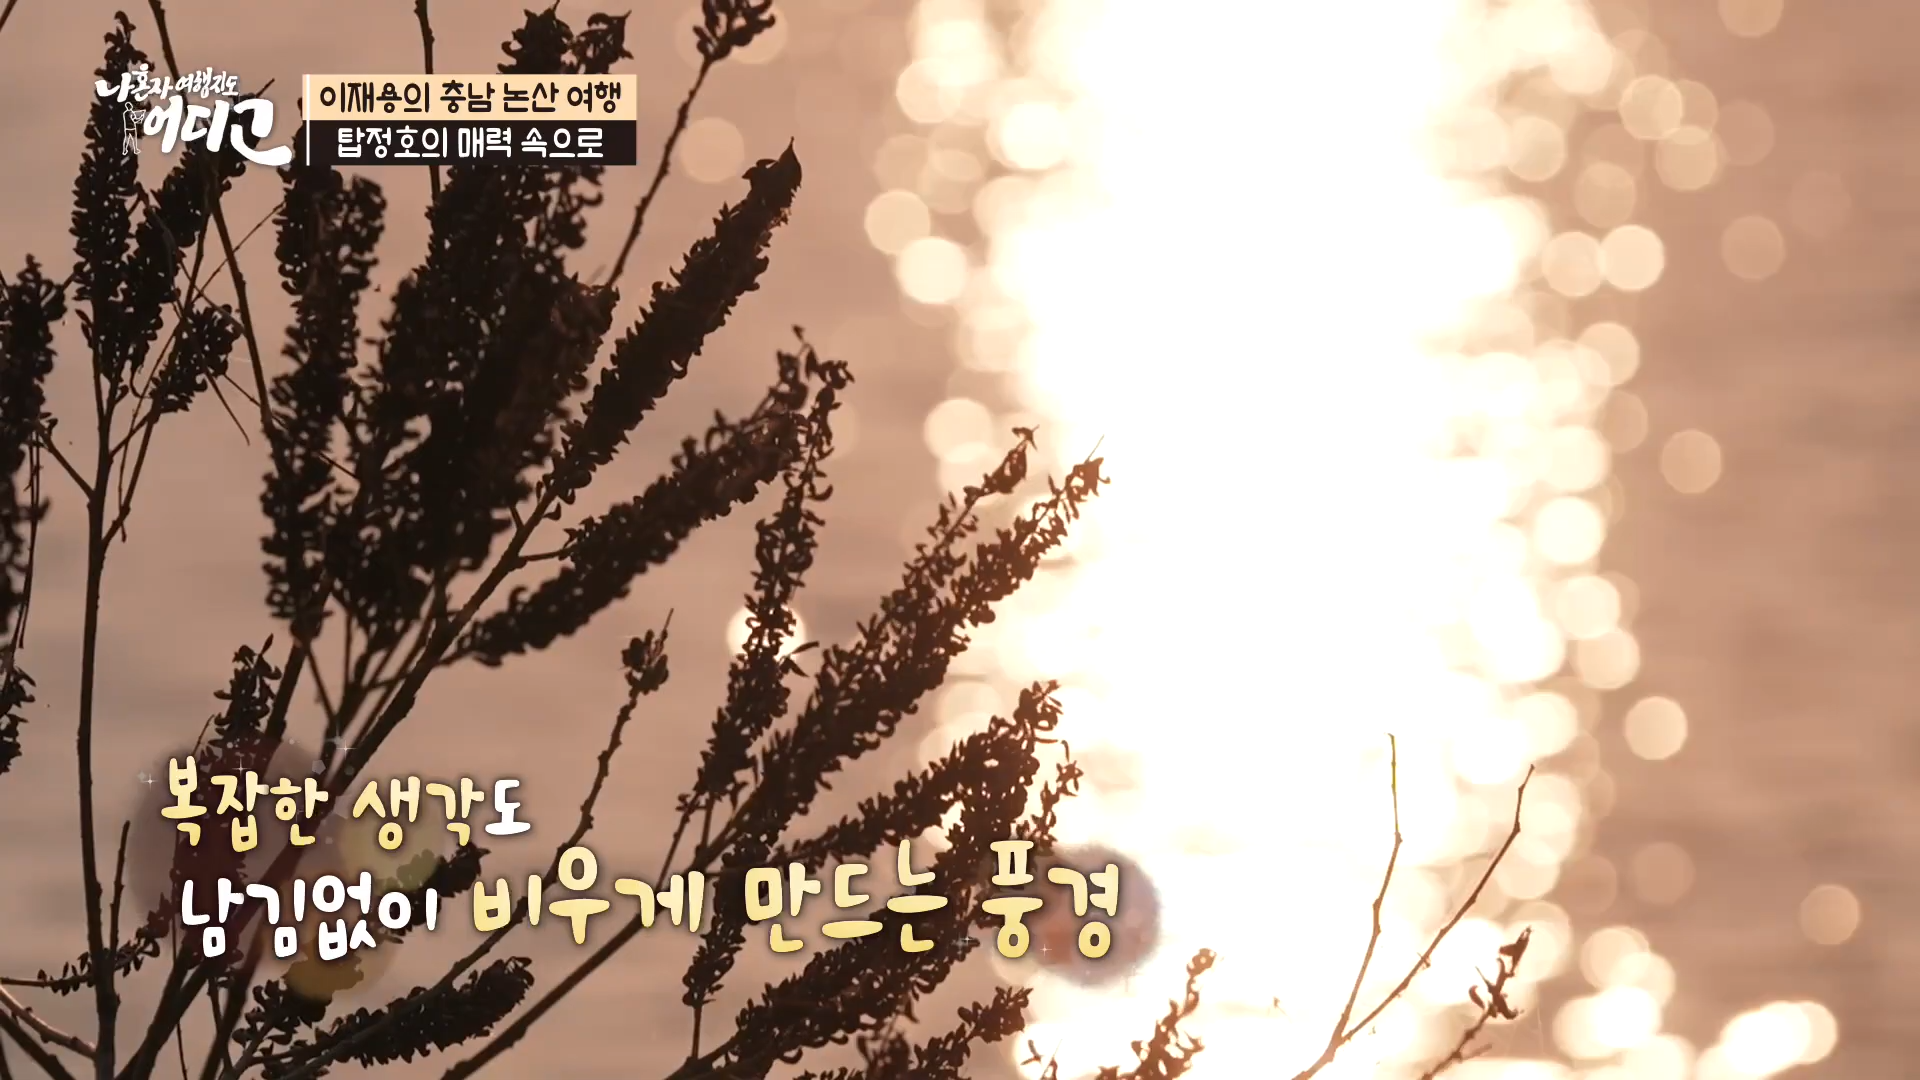 나혼자 여행지도
어디고
이재용의 충남 논산 여행
탑정호의 매력 속으로
복잡한 생각도
남김없이 비우게 만드는 풍경